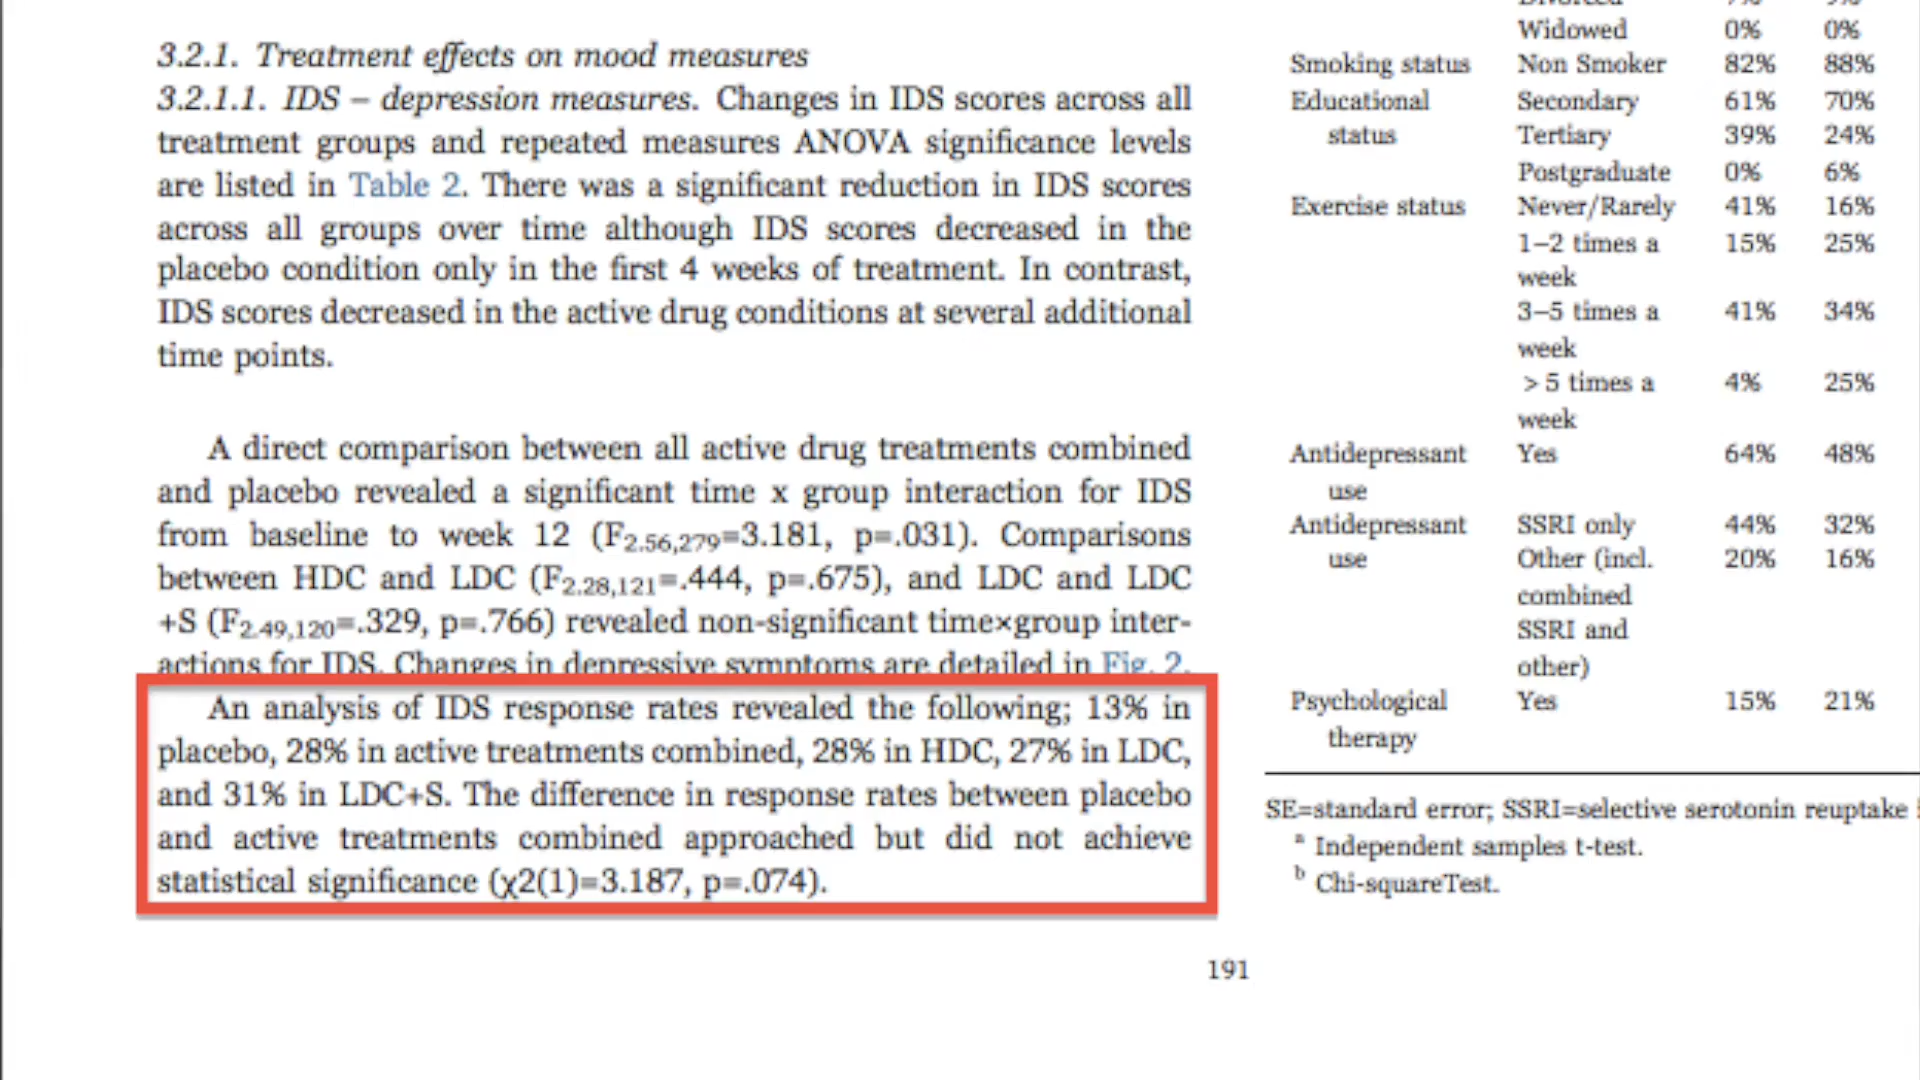 3.2.1. Treatment effects on mood measures
3.2.1.1. IDS – depression measures. Changes in IDS scores across all
treatment groups and repeated measures ANOVA significance levels
are listed in Table 2. There was a significant reduction in IDS scores
across all groups over time although IDS scores decreased in the
placebo condition only in the first 4 weeks of treatment. In contrast,
IDS scores decreased in the active drug conditions at several additional
time points.
A direct comparison between all active drug treatments combined
and placebo revealed a significant time x group interaction for IDS
from baseline to week 12 (F2.56,279=3.181, p=.031). Comparisons
between HDC and LDC (F2.28,121=.444, p=.675), and LDC and LDC
+S (F2.49,120=.329, p=.766) revealed non-significant time×group inter-
actions for IDS. Changes in depressive symptoms are detailed in Fig. 2.
An analysis of IDS response rates revealed the following; 13% in
placebo, 28% in active treatments combined, 28% in HDC, 27% in LDC,
and 31% in LDC+S. The difference in response rates between placebo
and active treatments combined approached but did not achieve
statistical significance (χ2(1)=3.187, p=.074).
Divorced 7% 9%
Widowed 0% 0%
Smoking status Non Smoker 82% 88%
Educational Secondary 61% 70%
status Tertiary 39% 24%
Postgraduate 0% 6%
Exercise status Never/Rarely 41% 16%
1–2 times a 15% 25%
week
3–5 times a 41% 34%
week
> 5 times a 4% 25%
week
Antidepressant Yes 64% 48%
use
Antidepressant SSRI only 44% 32%
use Other (incl. 20% 16%
combined
SSRI and
other)
Psychological Yes 15% 21%
therapy
SE=standard error; SSRI=selective serotonin reuptake
a Independent samples t-test.
b Chi-squareTest.
191